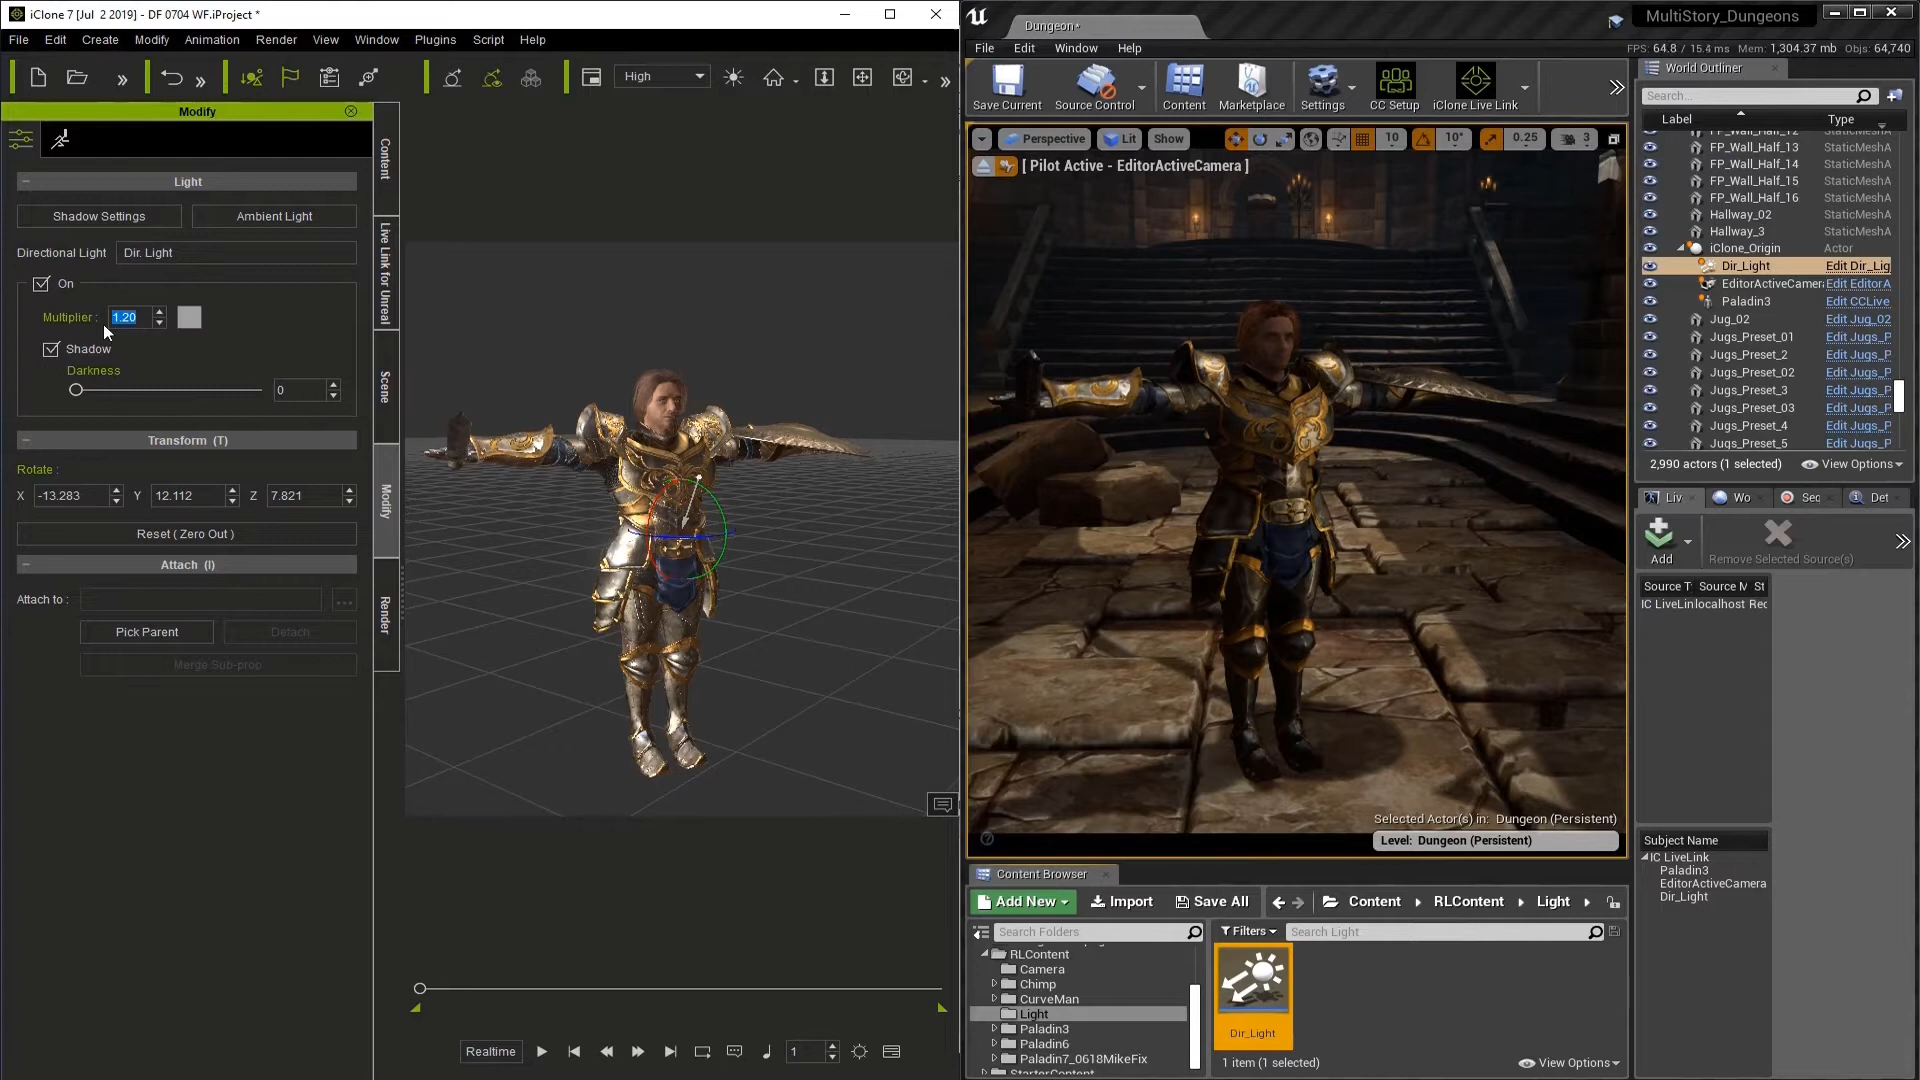 iClone 7 [Jul 2 2019] - DF 0704 WF.iProject *
File Edit Create Modify Animation Render View Window Plugins Script Help
High
Modify
Light
Shadow Settings Ambient Light
Directional Light Dir. Light
On
Multiplier : 1.20
Shadow
Darkness
0
Transform (T)
Rotate :
X -13.283 Y 12.112 Z 7.821
Reset ( Zero Out )
Attach (I)
Attach to : ...
Pick Parent Detach
Merge Sub-prop
Content
Live Link for Unreal
Scene
Modify
Render
Realtime 1
Dungeon*
MultiStory_Dungeons
File Edit Window Help
FPS: 64.8 / 15.4 ms Mem: 1,304.37 mb Objs: 64,740
Save Current Source Control Content Marketplace Settings CC Setup iClone Live Link
Perspective Lit Show 10 10° 0.25 3
[ Pilot Active - EditorActiveCamera ]
Selected Actor(s) in: Dungeon (Persistent)
Level: Dungeon (Persistent)
World Outliner
Search...
Label Type
FP_Wall_Half_12 StaticMeshA
FP_Wall_Half_13 StaticMeshA
FP_Wall_Half_14 StaticMeshA
FP_Wall_Half_15 StaticMeshA
FP_Wall_Half_16 StaticMeshA
Hallway_02 StaticMeshA
Hallway_3 StaticMeshA
iClone_Origin Actor
Dir_Light Edit Dir_Lig
EditorActiveCamer Edit EditorA
Paladin3 Edit CCLive
Jug_02 Edit Jug_02
Jugs_Preset_01 Edit Jugs_P
Jugs_Preset_2 Edit Jugs_P
Jugs_Preset_02 Edit Jugs_P
Jugs_Preset_3 Edit Jugs_P
Jugs_Preset_03 Edit Jugs_P
Jugs_Preset_4 Edit Jugs_P
Jugs_Preset_5 Edit Jugs_P
2,990 actors (1 selected) View Options
Liv Wo Sec Det
Add Remove Selected Source(s)
Source T Source M St
IC LiveLin localhost Rec
Subject Name
IC LiveLink
Paladin3
EditorActiveCamera
Dir_Light
Content Browser
Add New Import Save All Content RLContent Light
Search Folders Filters Search Light
RLContent
Camera
Chimp
CurveMan
Light
Paladin3
Paladin6
Paladin7_0618MikeFix
StarterContent
Dir_Light
1 item (1 selected) View Options